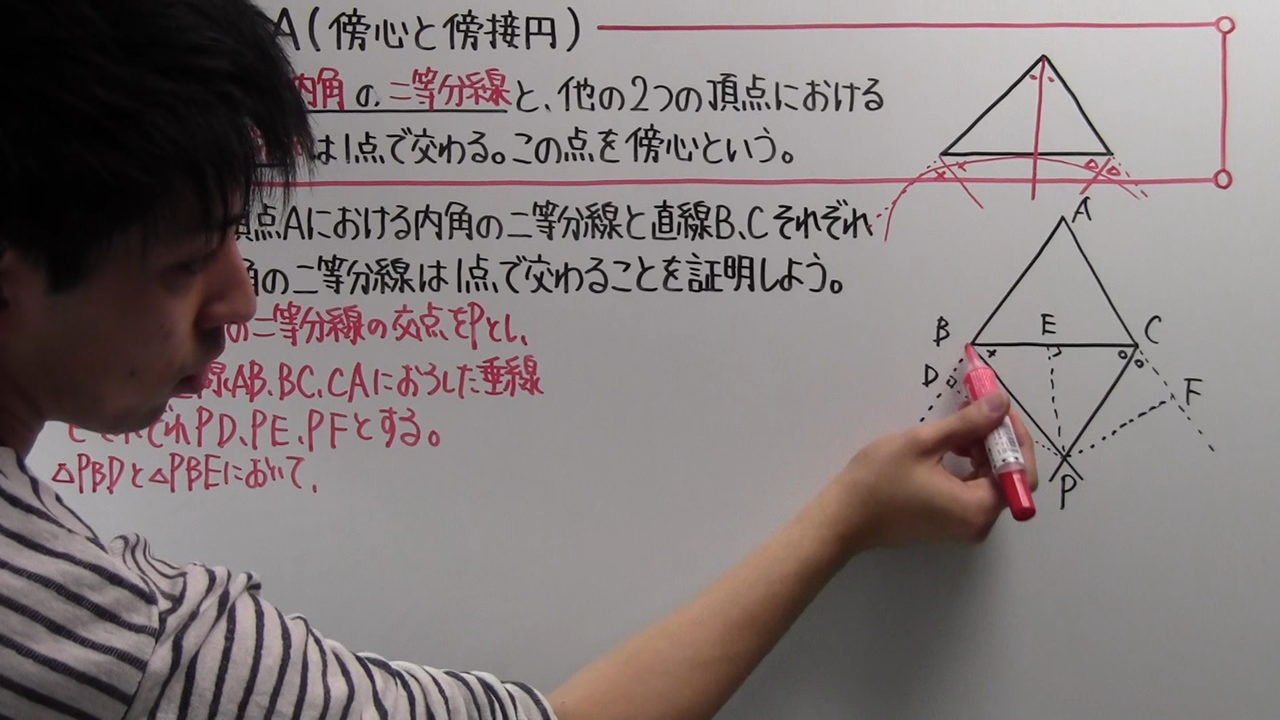 A(傍心と傍接円)
内角の二等分線と、他の2つの頂点における
は1点で交わる。この点を傍心という。
頂点Aにおける内角の二等分線と直線B、Cそれぞれ
角の二等分線は1点で交わることを証明しよう。
の二等分線の交点をPとし、
線AB、BC、CAにおろした垂線
ぞれPD、PE、PFとする。
△PBDと△PBEにおいて、
A
B
E
C
D
F
P